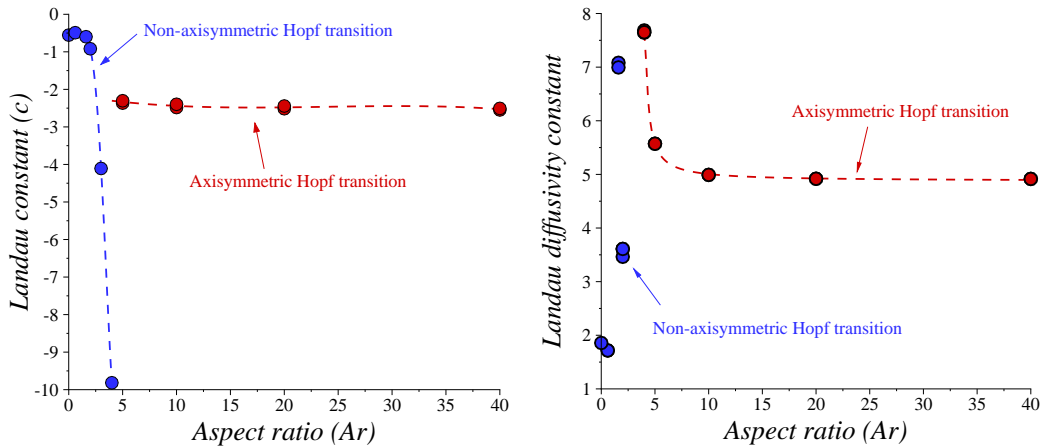 0
-1
-2
-3
-4
-5
-6
-7
-8
-9
-10
0 5 10 15 20 25 30 35 40
Landau constant (c)
Aspect ratio (Ar)
Non-axisymmetric Hopf transition
Axisymmetric Hopf transition
8
7
6
5
4
3
2
1
0 5 10 15 20 25 30 35 40
Landau diffusivity constant
Aspect ratio (Ar)
Axisymmetric Hopf transition
Non-axisymmetric Hopf transition